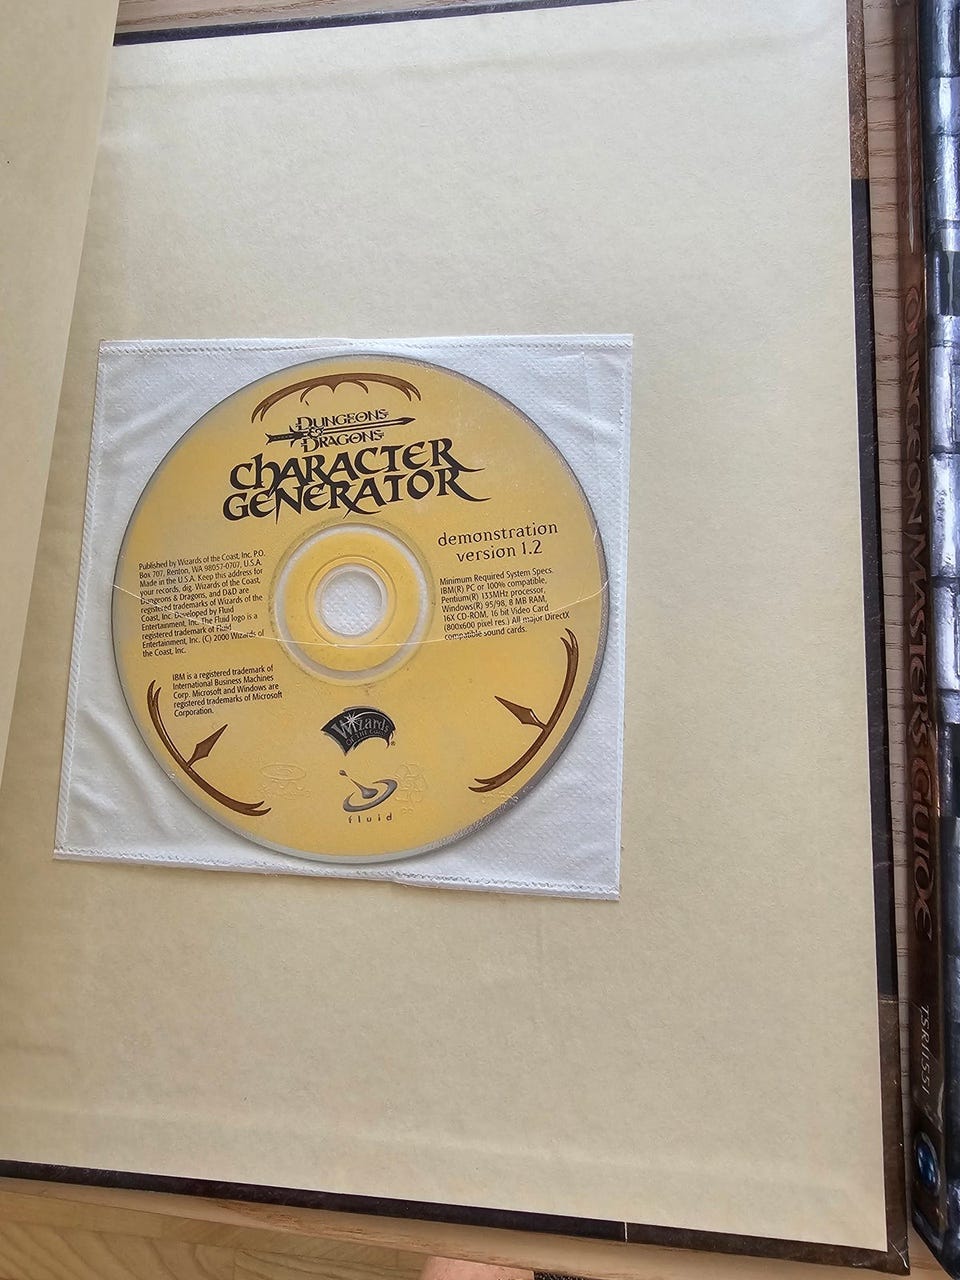 DUNGEONS
&
DRAGONS
CHARACTER
GENERATOR
demonstration
version 1.2
Published by Wizards of the Coast, Inc. P.O.
Box 707, Renton, WA 98057-0707, U.S.A.
Made in the U.S.A. Keep this address for
your records, dig. Wizards of the Coast,
Dungeons & Dragons, and D&D are
registered trademarks of Wizards of the
Coast, Inc. Developed by Fluid
Entertainment, Inc. The Fluid logo is a
registered trademark of Fluid
Entertainment, Inc. (C) 2000 Wizards of
the Coast, Inc.
IBM is a registered trademark of
International Business Machines
Corp. Microsoft and Windows are
registered trademarks of Microsoft
Corporation.
Minimum Required System Specs.
IBM(R) PC or 100% compatible,
Pentium(R) 133MHz processor,
Windows(R) 95/98, 8 MB RAM,
16X CD-ROM, 16 bit Video Card
(800x600 pixel res.) All major DirectX
compatible sound cards.
Wizards
OF THE COAST
®
fluid
DUNGEON MASTER'S GUIDE
TSR11551